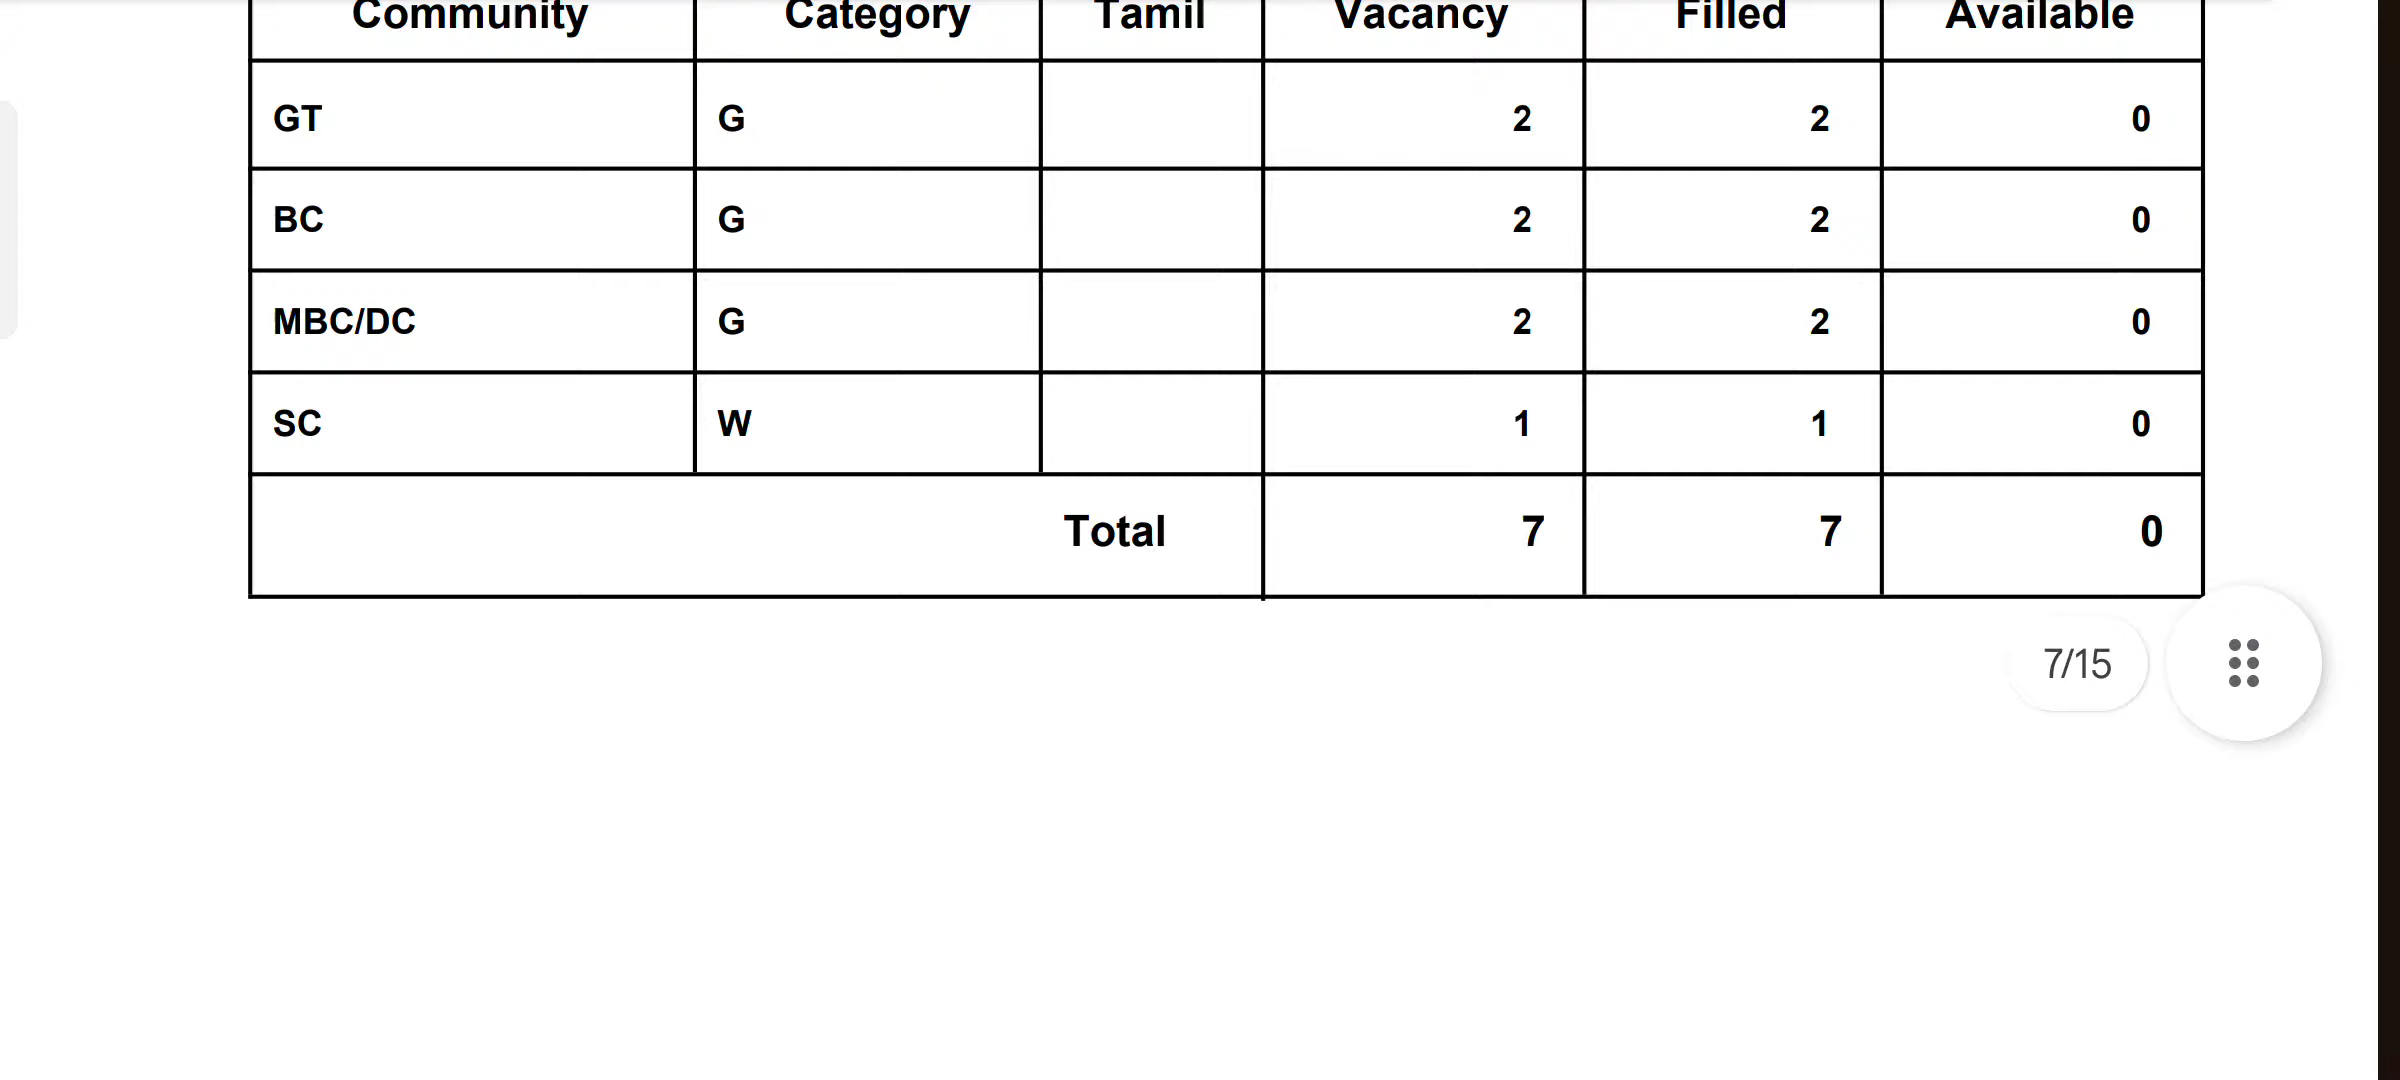 Community Category Tamil Vacancy Filled Available
GT G 2 2 0
BC G 2 2 0
MBC/DC G 2 2 0
SC W 1 1 0
Total 7 7 0
7/15